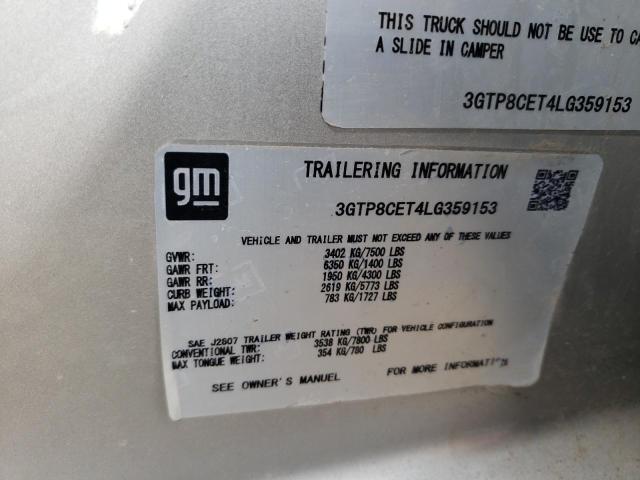 THIS TRUCK SHOULD NOT BE USE TO CA
A SLIDE IN CAMPER
3GTP8CET4LG359153
gm
TRAILERING INFORMATION
3GTP8CET4LG359153
VEHICLE AND TRAILER MUST NOT EXCEED ANY OF THESE VALUES
GVWR: 3402 KG/7500 LBS
GAWR FRT: 6350 KG/1400 LBS
GAWR RR: 1950 KG/4300 LBS
CURB WEIGHT: 2619 KG/5773 LBS
MAX PAYLOAD: 783 KG/1727 LBS
SAE J2807 TRAILER WEIGHT RATING (TWR) FOR VEHICLE CONFIGURATION
CONVENTIONAL TWR: 3538 KG/7800 LBS
MAX TONGUE WEIGHT: 354 KG/780 LBS
SEE OWNER'S MANUEL FOR MORE INFORMATION